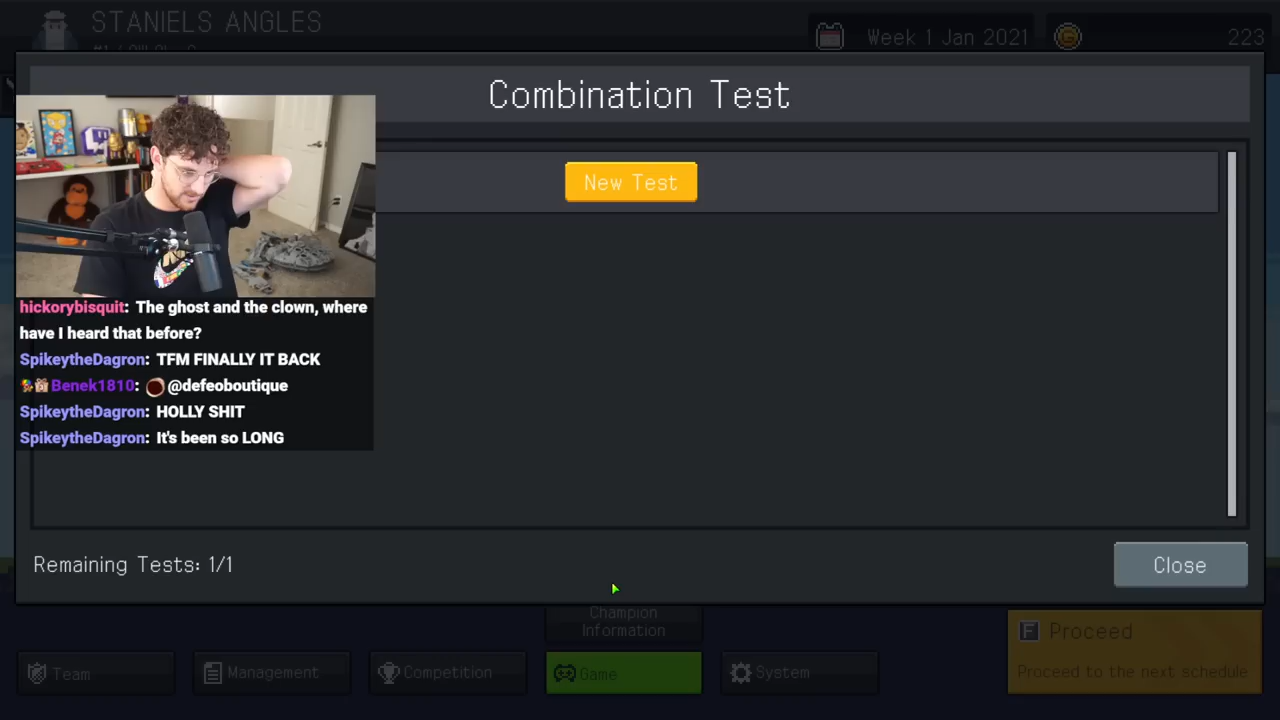 STANIELS ANGLES
Week 1 Jan 2021
223
Combination Test
New Test
hickorybisquit: The ghost and the clown, where
have I heard that before?
SpikeytheDagron: TFM FINALLY IT BACK
Benek1810: @defeoboutique
SpikeytheDagron: HOLLY SHIT
SpikeytheDagron: It's been so LONG
Remaining Tests: 1/1
Close
Champion
Information
F Proceed
Proceed to the next schedule
Team
Management
Competition
Game
System